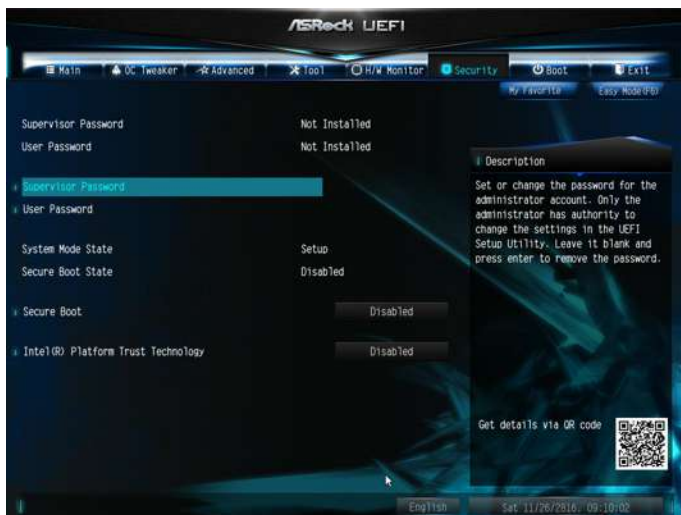 ASRock UEFI
Main OC Tweaker Advanced Tool H/W Monitor Security Boot Exit
My Favorite Easy Mode(F6)
Supervisor Password Not Installed
User Password Not Installed
Description
Supervisor Password
Set or change the password for the
User Password
administrator account. Only the
administrator has authority to
change the settings in the UEFI
System Mode State Setup
Setup Utility. Leave it blank and
press enter to remove the password.
Secure Boot State Disabled
Secure Boot Disabled
Intel(R) Platform Trust Technology Disabled
Get details via QR code
English Sat 11/26/2016, 09:10:02